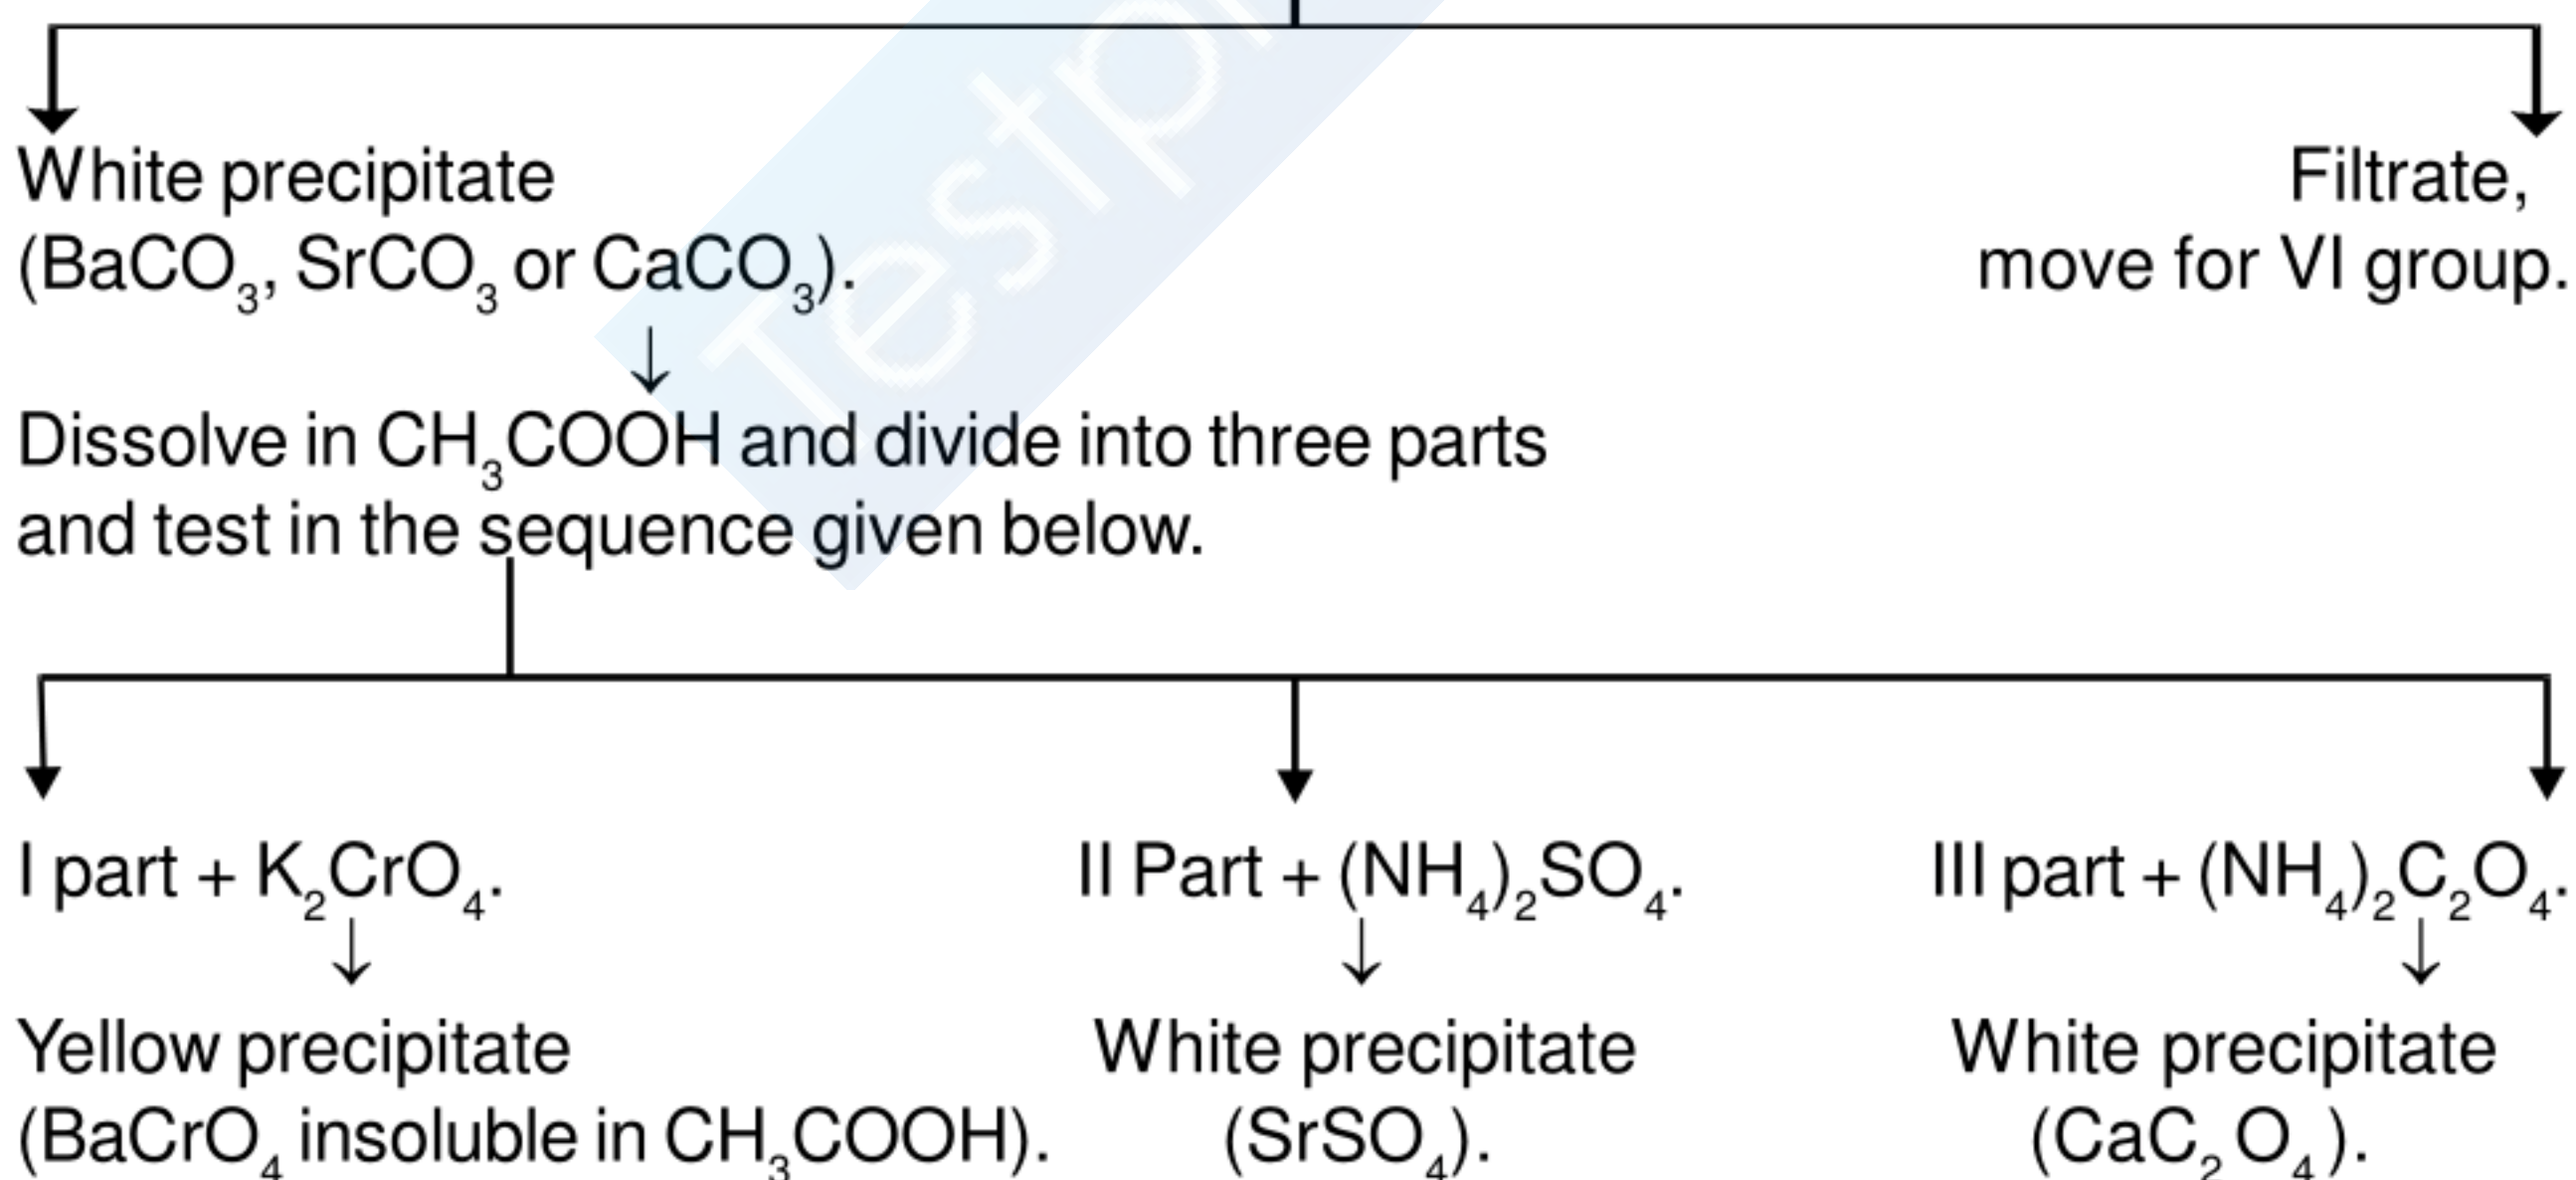 White precipitate
(BaCO₃, SrCO₃ or CaCO₃).
Filtrate,
move for VI group.
↓
Dissolve in CH₃COOH and divide into three parts
and test in the sequence given below.
I part + K₂CrO₄.
↓
Yellow precipitate
(BaCrO₄ insoluble in CH₃COOH).
II Part + (NH₄)₂SO₄.
↓
White precipitate
(SrSO₄).
III part + (NH₄)₂C₂O₄.
↓
White precipitate
(CaC₂O₄).